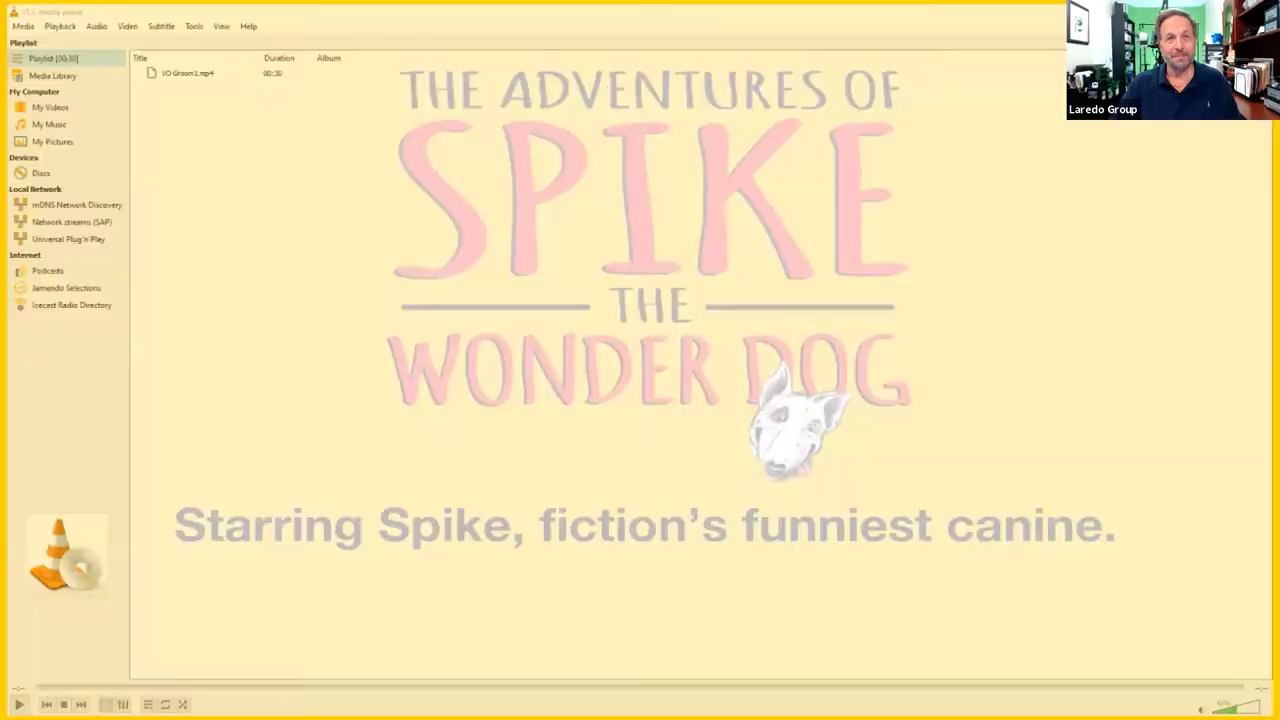 VLC media player
Media Playback Audio Video Subtitle Tools View Help
Playlist
Playlist [00:30]
Media Library
My Computer
My Videos
My Music
My Pictures
Devices
Discs
Local Network
mDNS Network Discovery
Network streams (SAP)
Universal Plug'n'Play
Internet
Podcasts
Jamendo Selections
Icecast Radio Directory
Title Duration Album
VO Groom1.mp4 00:30
THE ADVENTURES OF
SPIKE
THE
WONDER DOG
Starring Spike, fiction's funniest canine.
Laredo Group